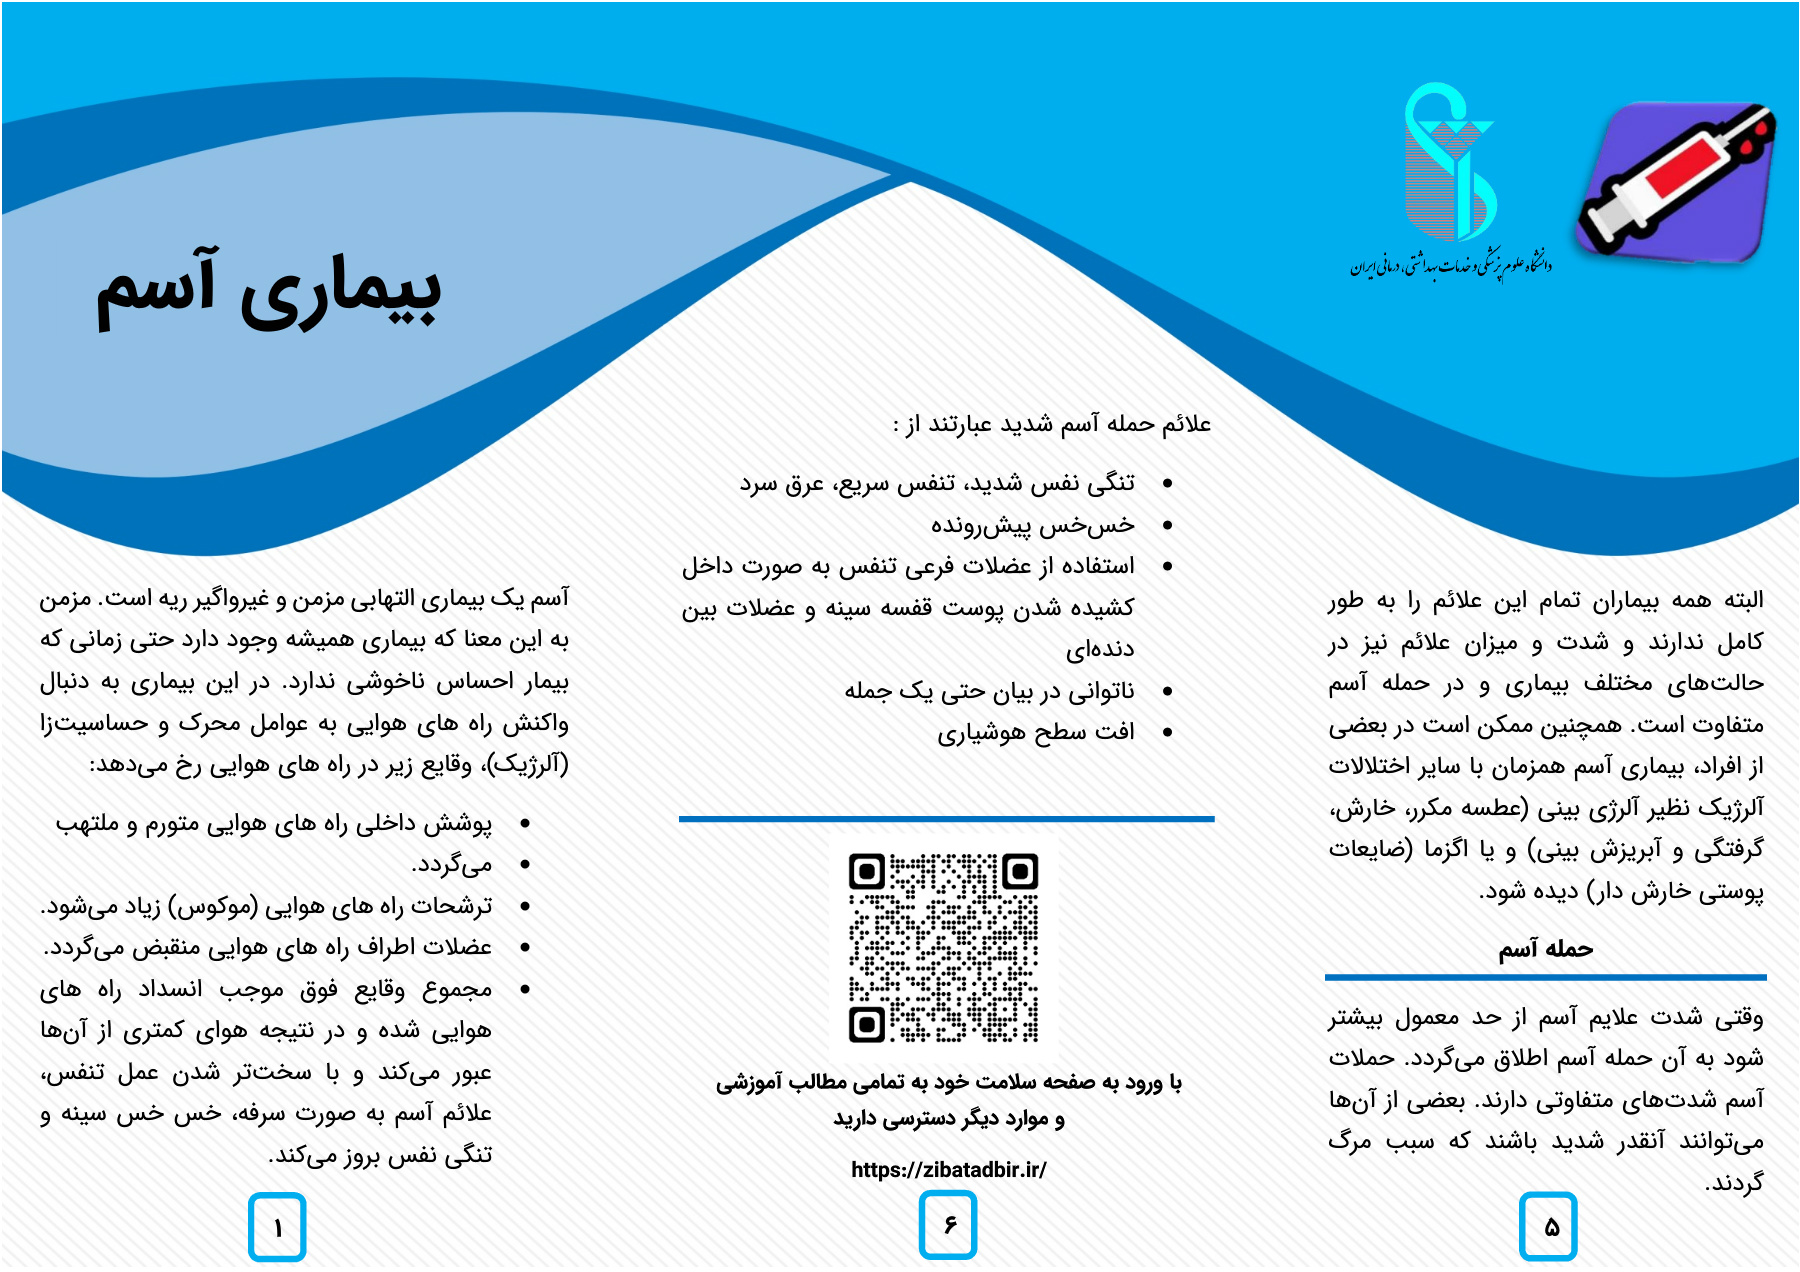 دانشگاه علوم پزشکی و خدمات بهداشتی، درمانی ایران
البته همه بیماران تمام این علائم را به طور
کامل ندارند و شدت و میزان علائم نیز در
حالت‌های مختلف بیماری و در حمله آسم
متفاوت است. همچنین ممکن است در بعضی
از افراد، بیماری آسم همزمان با سایر اختلالات
آلرژیک نظیر آلرژی بینی (عطسه مکرر، خارش،
گرفتگی و آبریزش بینی) و یا اگزما (ضایعات
پوستی خارش دار) دیده شود.
حمله آسم
وقتی شدت علایم آسم از حد معمول بیشتر
شود به آن حمله آسم اطلاق می‌گردد. حملات
آسم شدت‌های متفاوتی دارند. بعضی از آن‌ها
می‌توانند آنقدر شدید باشند که سبب مرگ
گردند.
۵
علائم حمله آسم شدید عبارتند از :
• تنگی نفس شدید، تنفس سریع، عرق سرد
• خس‌خس پیش‌رونده
• استفاده از عضلات فرعی تنفس به صورت داخل
کشیده شدن پوست قفسه سینه و عضلات بین
دنده‌ای
• ناتوانی در بیان حتی یک جمله
• افت سطح هوشیاری
با ورود به صفحه سلامت خود به تمامی مطالب آموزشی
و موارد دیگر دسترسی دارید
https://zibatadbir.ir/
۶
بیماری آسم
آسم یک بیماری التهابی مزمن و غیرواگیر ریه است. مزمن
به این معنا که بیماری همیشه وجود دارد حتی زمانی که
بیمار احساس ناخوشی ندارد. در این بیماری به دنبال
واکنش راه های هوایی به عوامل محرک و حساسیت‌زا
(آلرژیک)، وقایع زیر در راه های هوایی رخ می‌دهد:
• پوشش داخلی راه های هوایی متورم و ملتهب
• می‌گردد.
• ترشحات راه های هوایی (موکوس) زیاد می‌شود.
• عضلات اطراف راه های هوایی منقبض می‌گردد.
• مجموع وقایع فوق موجب انسداد راه های
هوایی شده و در نتیجه هوای کمتری از آن‌ها
عبور می‌کند و با سخت‌تر شدن عمل تنفس،
علائم آسم به صورت سرفه، خس خس سینه و
تنگی نفس بروز می‌کند.
۱